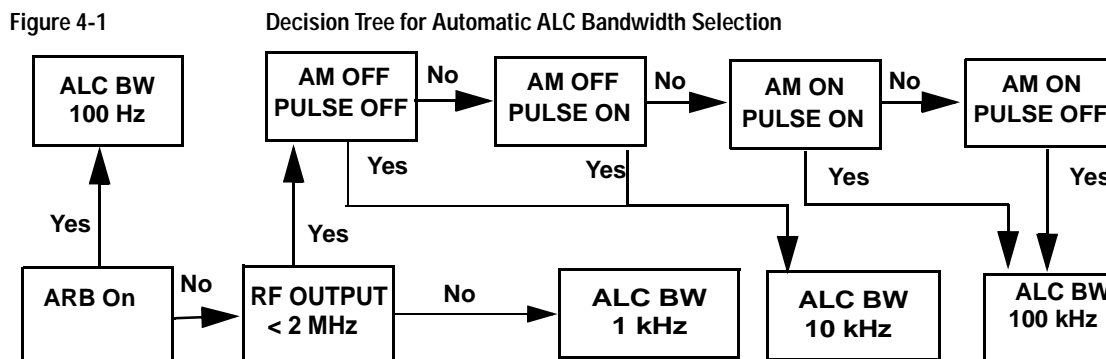 Figure 4-1
Decision Tree for Automatic ALC Bandwidth Selection
ALC BW
100 Hz
AM OFF
PULSE OFF
No
AM OFF
PULSE ON
No
AM ON
PULSE ON
No
AM ON
PULSE OFF
Yes
Yes
Yes
Yes
Yes
Yes
ARB On
No
RF OUTPUT
< 2 MHz
No
ALC BW
1 kHz
ALC BW
10 kHz
ALC BW
100 kHz